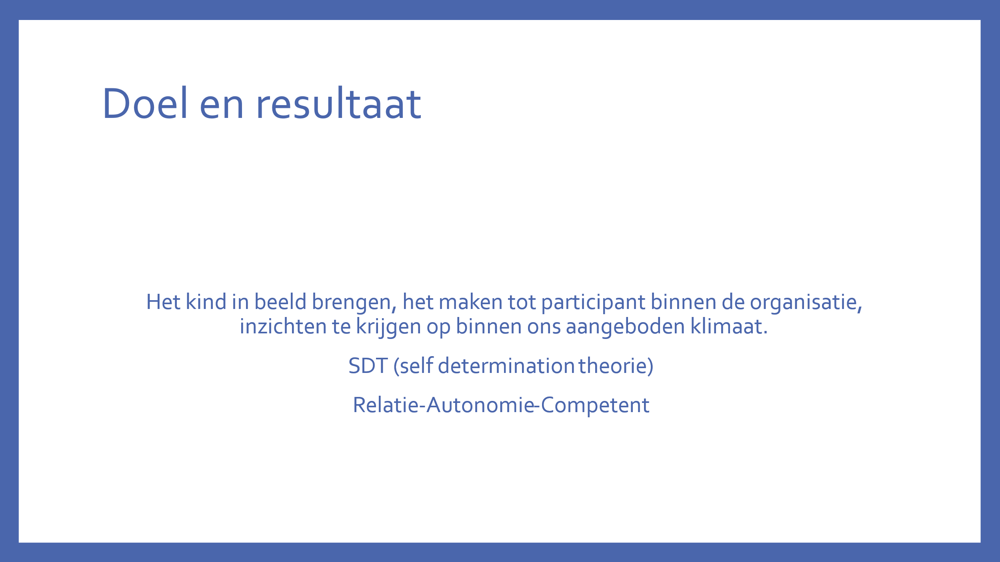 Doel en resultaat
Het kind in beeld brengen, het maken tot participant binnen de organisatie,
inzichten te krijgen op binnen ons aangeboden klimaat.
SDT (self determination theorie)
Relatie-Autonomie-Competent